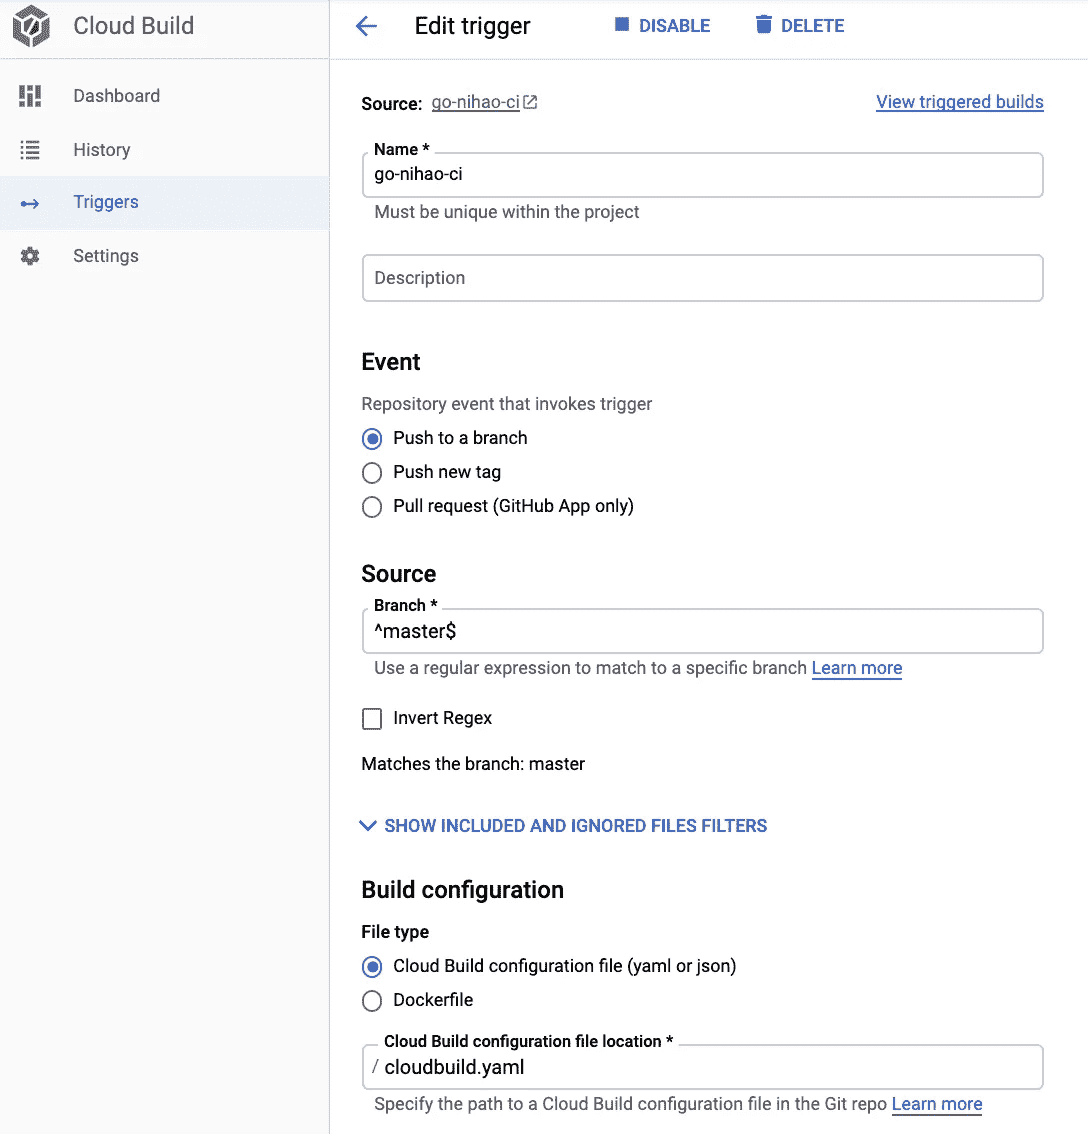 Cloud Build
Edit trigger
DISABLE
DELETE
Dashboard
History
Triggers
Settings
Source: go-nihao-ci
View triggered builds
Name *
go-nihao-ci
Must be unique within the project
Description
Event
Repository event that invokes trigger
Push to a branch
Push new tag
Pull request (GitHub App only)
Source
Branch *
^master$
Use a regular expression to match to a specific branch Learn more
Invert Regex
Matches the branch: master
SHOW INCLUDED AND IGNORED FILES FILTERS
Build configuration
File type
Cloud Build configuration file (yaml or json)
Dockerfile
Cloud Build configuration file location *
/ cloudbuild.yaml
Specify the path to a Cloud Build configuration file in the Git repo Learn more